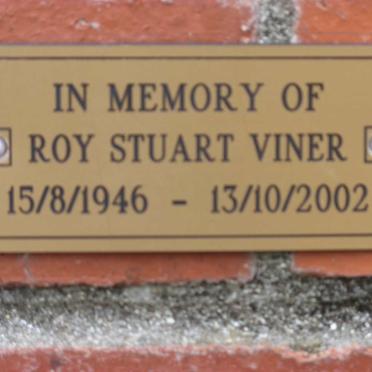 IN MEMORY OF
ROY STUART VINER
15/8/1946 - 13/10/2002